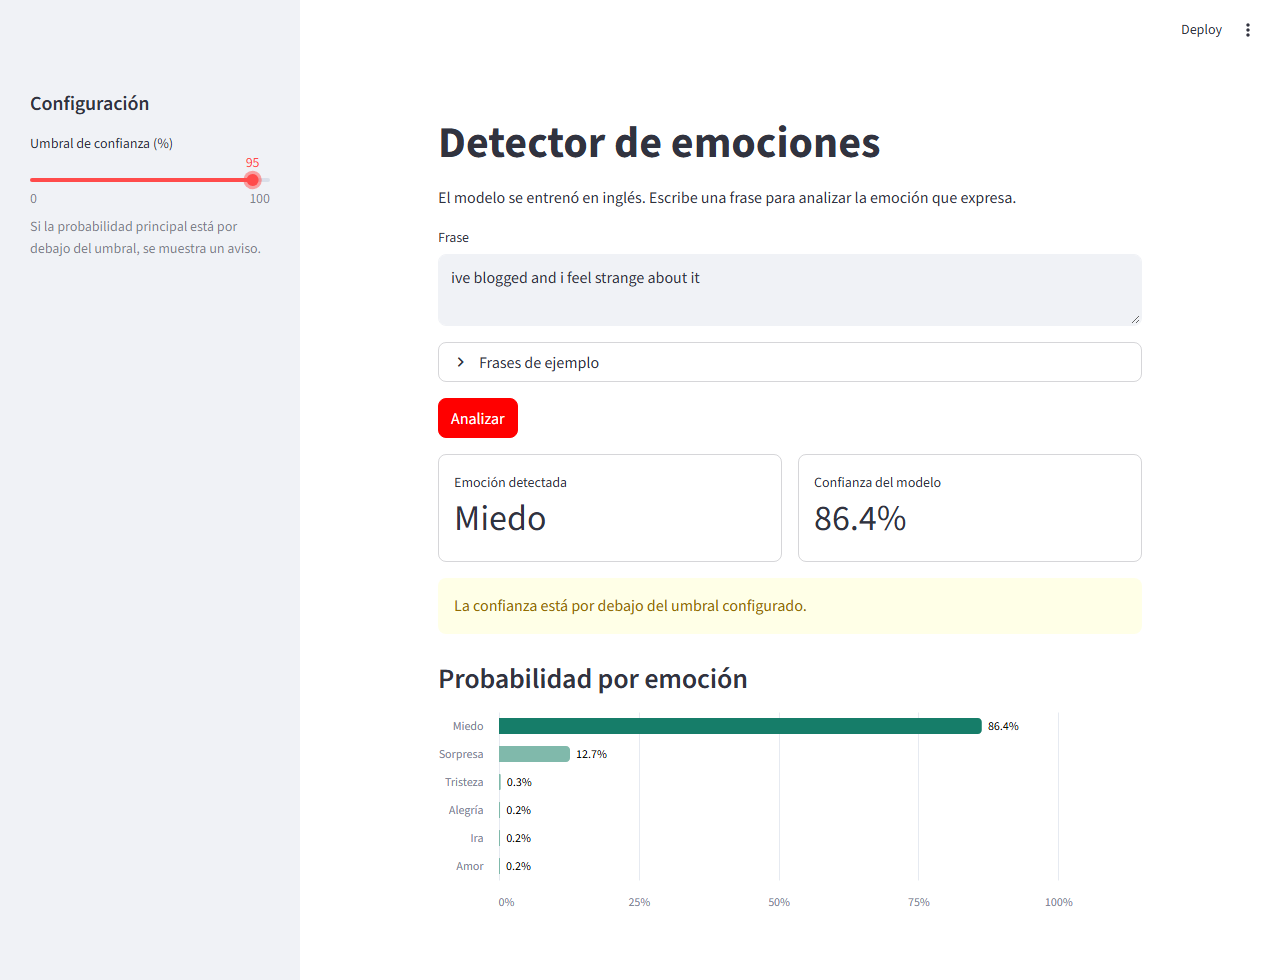 Deploy
Configuración
Umbral de confianza (%)
95
0 100
Si la probabilidad principal está por
debajo del umbral, se muestra un aviso.
Detector de emociones
El modelo se entrenó en inglés. Escribe una frase para analizar la emoción que expresa.
Frase
ive blogged and i feel strange about it
Frases de ejemplo
Analizar
Emoción detectada
Miedo
Confianza del modelo
86.4%
La confianza está por debajo del umbral configurado.
Probabilidad por emoción
Miedo 86.4%
Sorpresa 12.7%
Tristeza 0.3%
Alegría 0.2%
Ira 0.2%
Amor 0.2%
0% 25% 50% 75% 100%